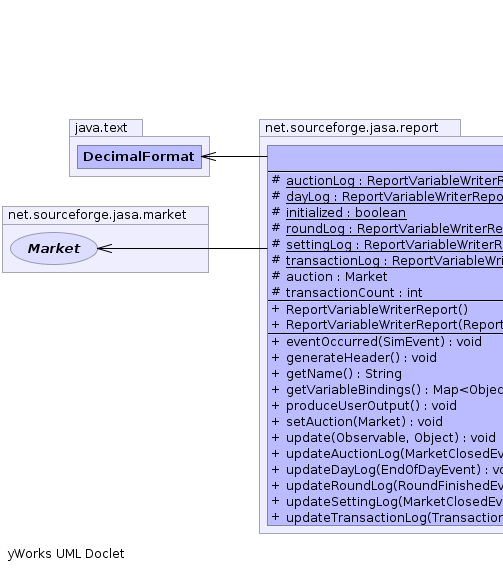 java.text
net.sourceforge.jasa.report
DecimalFormat
# auctionLog : ReportVariableWriterR
# dayLog : ReportVariableWriterRepo
net.sourceforge.jasa.market
# initialized : boolean
# roundLog : ReportVariableWriterRe
Market
# settingLog : ReportVariableWriterR
# transactionLog : ReportVariableWri
# auction : Market
# transactionCount : int
+ ReportVariableWriterReport()
+ ReportVariableWriterReport(Report
+ eventOccurred(SimEvent) : void
+ generateHeader() : void
+ getName() : String
+ getVariableBindings() : Map<Objec
+ produceUserOutput() : void
+ setAuction(Market) : void
+ update(Observable, Object) : void
+ updateAuctionLog(MarketClosedEv
+ updateDayLog(EndOfDayEvent) : vo
+ updateRoundLog(RoundFinishedEv
+ updateSettingLog(MarketClosedEve
+ updateTransactionLog(Transaction
yWorks UML Doclet